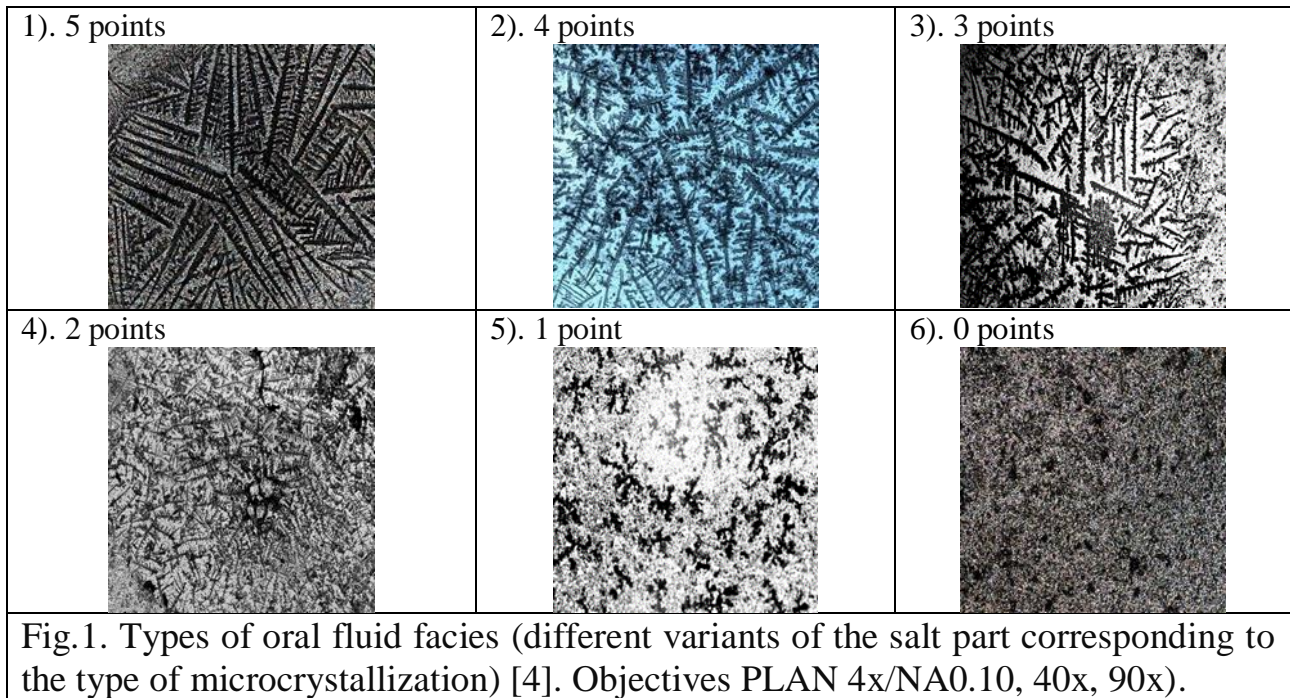 1). 5 points
2). 4 points
3). 3 points
4). 2 points
5). 1 point
6). 0 points
Fig.1. Types of oral fluid facies (different variants of the salt part corresponding to
the type of microcrystallization) [4]. Objectives PLAN 4x/NA0.10, 40x, 90x).